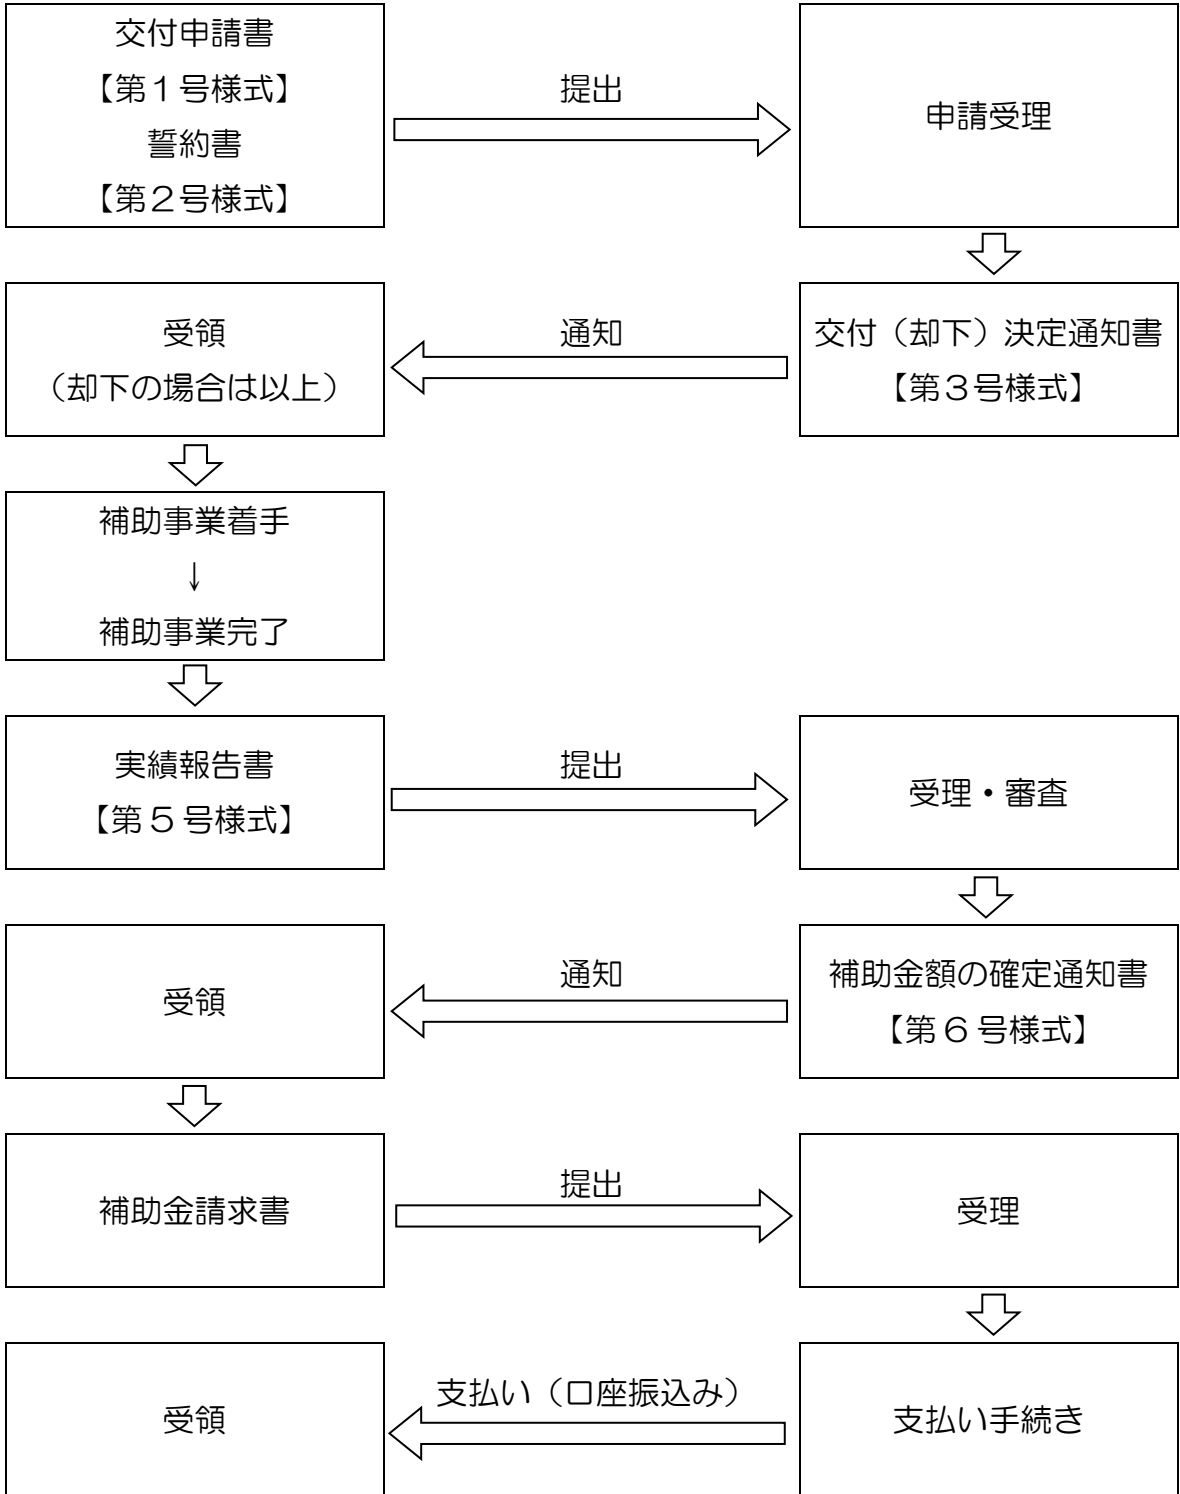 交付申請書
【第１号様式】
誓約書
【第２号様式】
提出
申請受理
受領
（却下の場合は以上）
通知
交付（却下）決定通知書
【第３号様式】
補助事業着手
↓
補助事業完了
実績報告書
【第５号様式】
提出
受理・審査
受領
通知
補助金額の確定通知書
【第６号様式】
補助金請求書
提出
受理
受領
支払い（口座振込み）
支払い手続き